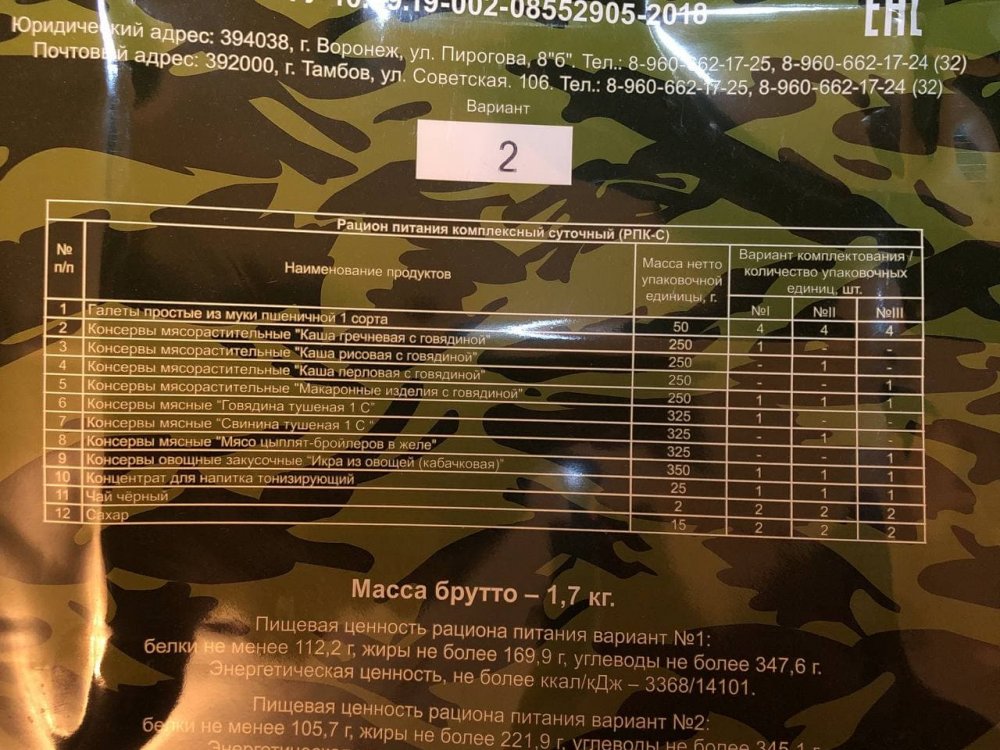 10. 9.19-002-08552905-2018
ЕАС
Юридический адрес: 394038, г. Воронеж, ул. Пирогова, 8"б". Тел.: 8-960-662-17-25, 8-960-662-17-24 (32)
Почтовый адрес: 392000, г. Тамбов, ул. Советская. 106. Тел.: 8-960-662-17-25, 8-960-662-17-24 (32)
Вариант
2
Рацион питания комплексный суточный (РПК-С)
№ п/п Наименование продуктов Масса нетто упаковочной единицы, г. Вариант комплектования / количество упаковочных единиц, шт.
№I №II №III
1 Галеты простые из муки пшеничной 1 сорта 50 4 4 4
2 Консервы мясорастительные "Каша гречневая с говядиной" 250 1 - -
3 Консервы мясорастительные "Каша рисовая с говядиной" 250 - 1 -
4 Консервы мясорастительные "Каша перловая с говядиной" 250 - - 1
5 Консервы мясорастительные "Макаронные изделия с говядиной" 250 1 1 1
6 Консервы мясные "Говядина тушеная 1 С" 325 1 - -
7 Консервы мясные "Свинина тушеная 1 С" 325 - 1 -
8 Консервы мясные "Мясо цыплят-бройлеров в желе" 325 - - 1
9 Консервы овощные закусочные "Икра из овощей (кабачковая)" 350 1 1 1
10 Концентрат для напитка тонизирующий 25 1 1 1
11 Чай чёрный 2 2 2 2
12 Сахар 15 2 2 2
Масса брутто – 1,7 кг.
Пищевая ценность рациона питания вариант №1:
белки не менее 112,2 г, жиры не более 169,9 г, углеводы не более 347,6 г.
Энергетическая ценность, не более ккал/кДж – 3368/14101.
Пищевая ценность рациона питания вариант №2:
белки не менее 105,7 г, жиры не более 221,9 г, углеводы не более 345,1 г.
Энергетическая